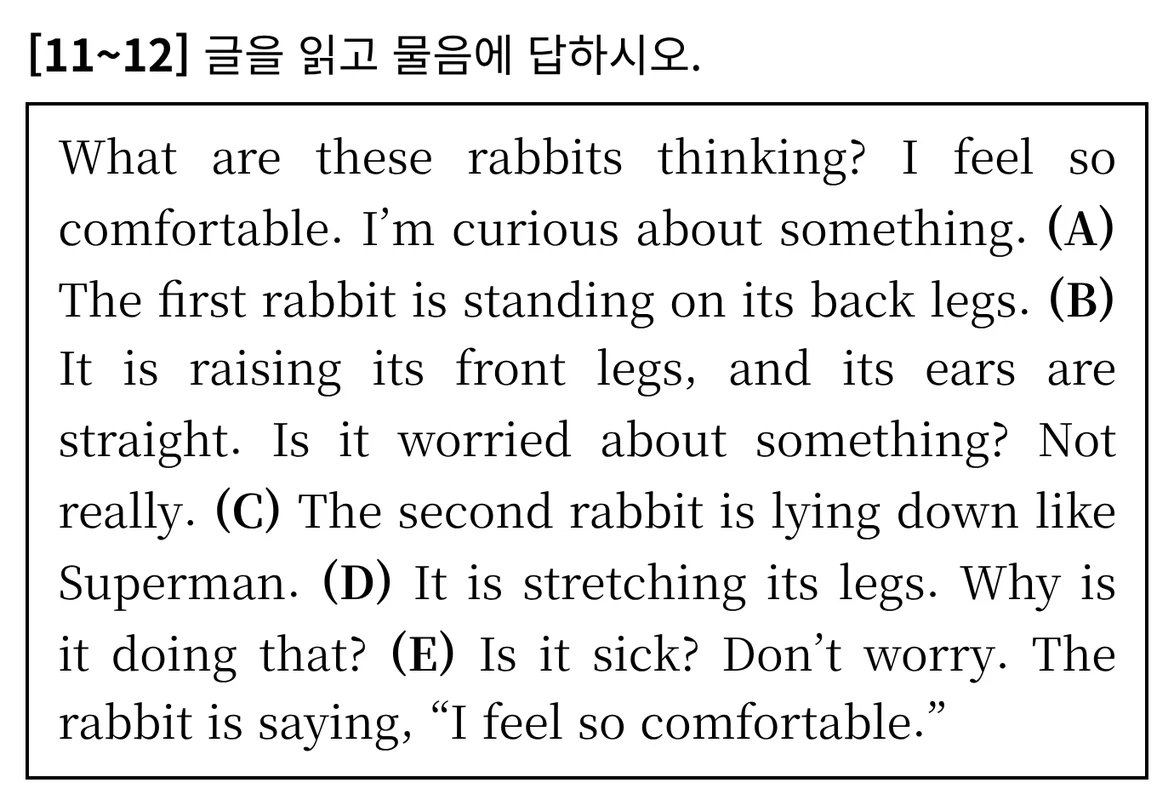 [11~12] 글을 읽고 물음에 답하시오.
What are these rabbits thinking? I feel so
comfortable. I’m curious about something. (A)
The first rabbit is standing on its back legs. (B)
It is raising its front legs, and its ears are
straight. Is it worried about something? Not
really. (C) The second rabbit is lying down like
Superman. (D) It is stretching its legs. Why is
it doing that? (E) Is it sick? Don’t worry. The
rabbit is saying, “I feel so comfortable.”